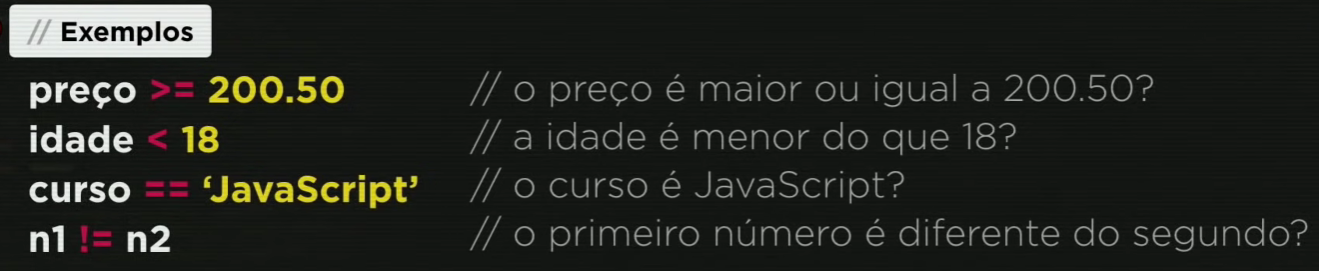 // Exemplos
preço >= 200.50 // o preço é maior ou igual a 200.50?
idade < 18 // a idade é menor do que 18?
curso == ‘JavaScript’ // o curso é JavaScript?
n1 != n2 // o primeiro número é diferente do segundo?